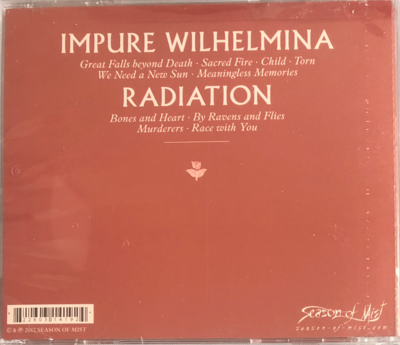 IMPURE WILHELMINA
Great Falls beyond Death · Sacred Fire · Child · Torn
We Need a New Sun · Meaningless Memories
RADIATION
Bones and Heart · By Ravens and Flies
Murderers · Race with You
Season of Mist
season-of-mist.com
© & ℗ 2017 SEASON OF MIST